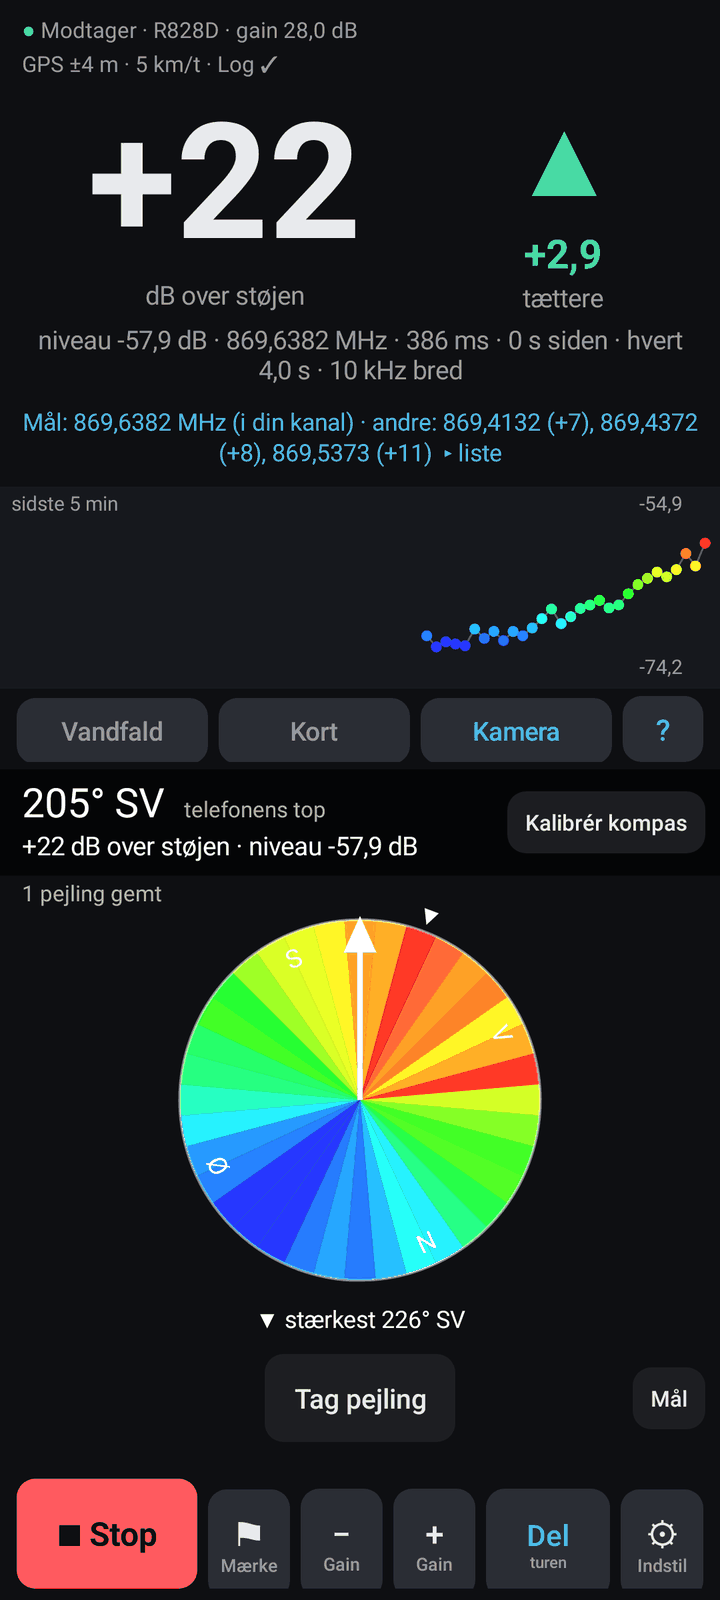 Modtager · R828D · gain 28,0 dB
GPS ±4 m · 5 km/t · Log ✓
+22
dB over støjen
+2,9
tættere
niveau -57,9 dB · 869,6382 MHz · 386 ms · 0 s siden · hvert
4,0 s · 10 kHz bred
Mål: 869,6382 MHz (i din kanal) · andre: 869,4132 (+7), 869,4372
(+8), 869,5373 (+11) ‣ liste
sidste 5 min
-54,9
-74,2
Vandfald
Kort
Kamera
?
205° SV telefonens top
+22 dB over støjen · niveau -57,9 dB
Kalibrér kompas
1 pejling gemt
S
V
Ø
N
▼ stærkest 226° SV
Tag pejling
Mål
■ Stop
Mærke
− Gain
+ Gain
Del
turen
Indstil